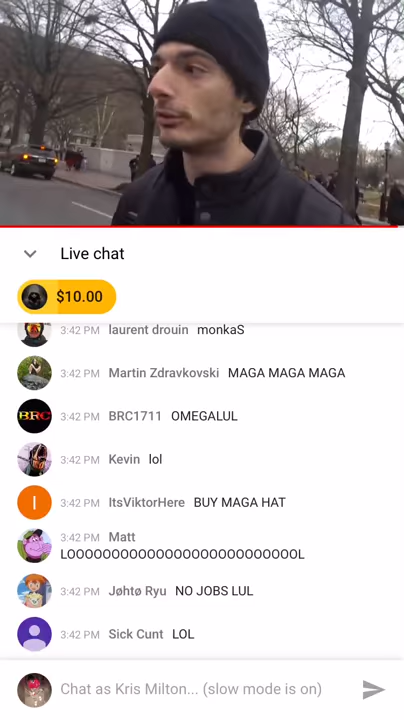 Live chat
$10.00
3:42 PM laurent drouin monkaS
3:42 PM Martin Zdravkovski MAGA MAGA MAGA
BRC
3:42 PM BRC1711 OMEGALUL
3:42 PM Kevin lol
I
3:42 PM ItsViktorHere BUY MAGA HAT
3:42 PM Matt
LOOOOOOOOOOOOOOOOOOOOOOOOOOL
3:42 PM Jøhtø Ryu NO JOBS LUL
3:42 PM Sick Cunt LOL
Chat as Kris Milton... (slow mode is on)